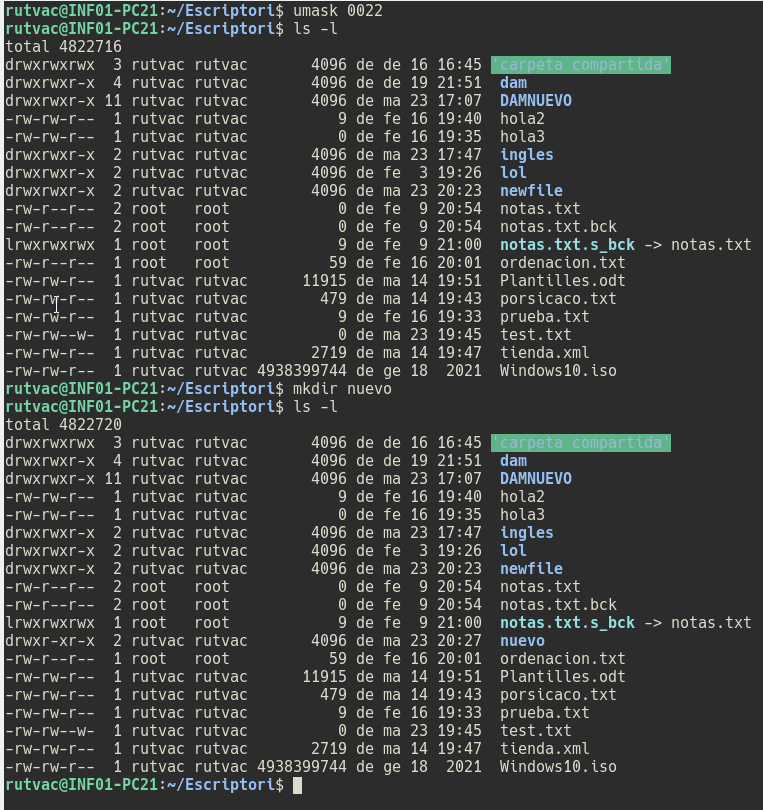 rutvac@INF01-PC21:~/Escriptori$ umask 0022
rutvac@INF01-PC21:~/Escriptori$ ls -l
total 4822716
drwxrwxrwx  3 rutvac rutvac       4096 de de 16 16:45 'carpeta compartida'
drwxrwxr-x  4 rutvac rutvac       4096 de de 19 21:51  dam
drwxrwxr-x 11 rutvac rutvac       4096 de ma 23 17:07  DAMNUEVO
-rw-rw-r--  1 rutvac rutvac          9 de fe 16 19:40  hola2
-rw-rw-r--  1 rutvac rutvac          0 de fe 16 19:35  hola3
drwxrwxr-x  2 rutvac rutvac       4096 de ma 23 17:47  ingles
drwxrwxr-x  2 rutvac rutvac       4096 de fe  3 19:26  lol
drwxrwxr-x  2 rutvac rutvac       4096 de ma 23 20:23  newfile
-rw-r--r--  2 root   root            0 de fe  9 20:54  notas.txt
-rw-r--r--  2 root   root            0 de fe  9 20:54  notas.txt.bck
lrwxrwxrwx  1 root   root            9 de fe  9 21:00  notas.txt.s_bck -> notas.txt
-rw-r--r--  1 root   root           59 de fe 16 20:01  ordenacion.txt
-rw-rw-r--  1 rutvac rutvac      11915 de ma 14 19:51  Plantilles.odt
-rw-rw-r--  1 rutvac rutvac        479 de ma 14 19:43  porsicaco.txt
-rw-rw-r--  1 rutvac rutvac          9 de fe 16 19:33  prueba.txt
-rw-rw--w-  1 rutvac rutvac          0 de ma 23 19:45  test.txt
-rw-rw-r--  1 rutvac rutvac       2719 de ma 14 19:47  tienda.xml
-rw-rw-r--  1 rutvac rutvac 4938399744 de ge 18  2021  Windows10.iso
rutvac@INF01-PC21:~/Escriptori$ mkdir nuevo
rutvac@INF01-PC21:~/Escriptori$ ls -l
total 4822720
drwxrwxrwx  3 rutvac rutvac       4096 de de 16 16:45 'carpeta compartida'
drwxrwxr-x  4 rutvac rutvac       4096 de de 19 21:51  dam
drwxrwxr-x 11 rutvac rutvac       4096 de ma 23 17:07  DAMNUEVO
-rw-rw-r--  1 rutvac rutvac          9 de fe 16 19:40  hola2
-rw-rw-r--  1 rutvac rutvac          0 de fe 16 19:35  hola3
drwxrwxr-x  2 rutvac rutvac       4096 de ma 23 17:47  ingles
drwxrwxr-x  2 rutvac rutvac       4096 de fe  3 19:26  lol
drwxrwxr-x  2 rutvac rutvac       4096 de ma 23 20:23  newfile
-rw-r--r--  2 root   root            0 de fe  9 20:54  notas.txt
-rw-r--r--  2 root   root            0 de fe  9 20:54  notas.txt.bck
lrwxrwxrwx  1 root   root            9 de fe  9 21:00  notas.txt.s_bck -> notas.txt
drwxr-xr-x  2 rutvac rutvac       4096 de ma 23 20:27  nuevo
-rw-r--r--  1 root   root           59 de fe 16 20:01  ordenacion.txt
-rw-rw-r--  1 rutvac rutvac      11915 de ma 14 19:51  Plantilles.odt
-rw-rw-r--  1 rutvac rutvac        479 de ma 14 19:43  porsicaco.txt
-rw-rw-r--  1 rutvac rutvac          9 de fe 16 19:33  prueba.txt
-rw-rw--w-  1 rutvac rutvac          0 de ma 23 19:45  test.txt
-rw-rw-r--  1 rutvac rutvac       2719 de ma 14 19:47  tienda.xml
-rw-rw-r--  1 rutvac rutvac 4938399744 de ge 18  2021  Windows10.iso
rutvac@INF01-PC21:~/Escriptori$